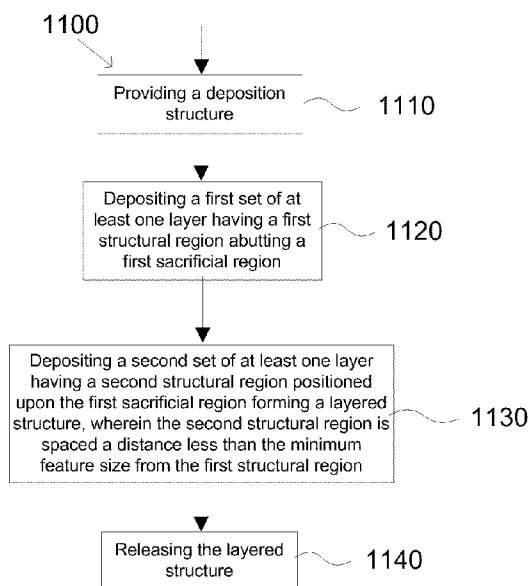 1100
Providing a deposition
structure
1110
Depositing a first set of at
least one layer having a first
structural region abutting a
first sacrificial region
1120
Depositing a second set of at least one layer
having a second structural region positioned
upon the first sacrificial region forming a layered
structure, wherein the second structural region is
spaced a distance less than the minimum
feature size from the first structural region
1130
Releasing the layered
structure
1140